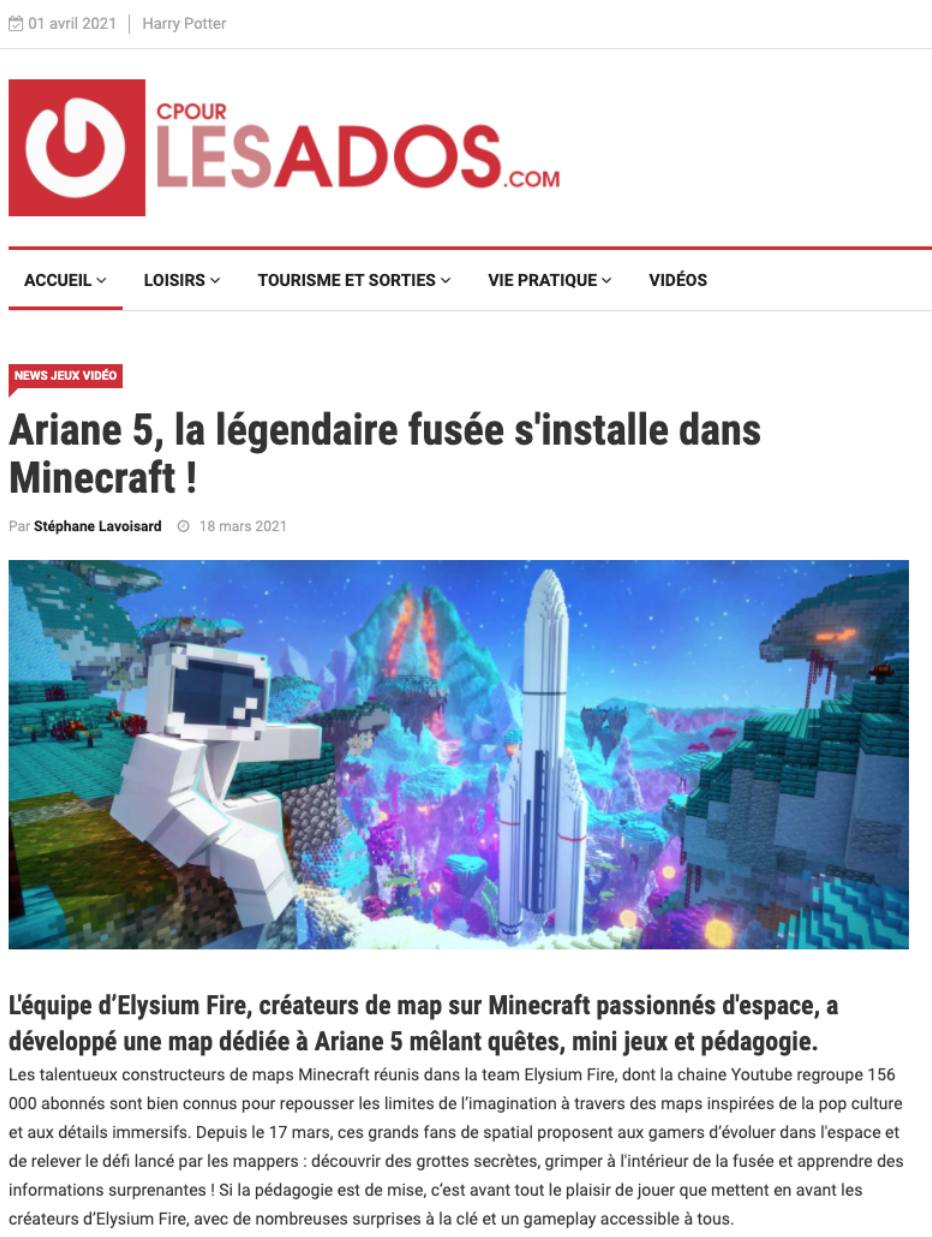 01 avril 2021 Harry Potter
CPOUR
LESADOS.COM
ACCUEIL LOISIRS TOURISME ET SORTIES VIE PRATIQUE VIDÉOS
NEWS JEUX VIDÉO
Ariane 5, la légendaire fusée s'installe dans
Minecraft !
Par Stéphane Lavoisard 18 mars 2021
L'équipe d’Elysium Fire, créateurs de map sur Minecraft passionnés d'espace, a
développé une map dédiée à Ariane 5 mêlant quêtes, mini jeux et pédagogie.
Les talentueux constructeurs de maps Minecraft réunis dans la team Elysium Fire, dont la chaine Youtube regroupe 156
000 abonnés sont bien connus pour repousser les limites de l’imagination à travers des maps inspirées de la pop culture
et aux détails immersifs. Depuis le 17 mars, ces grands fans de spatial proposent aux gamers d’évoluer dans l'espace et
de relever le défi lancé par les mappers : découvrir des grottes secrètes, grimper à l'intérieur de la fusée et apprendre des
informations surprenantes ! Si la pédagogie est de mise, c’est avant tout le plaisir de jouer que mettent en avant les
créateurs d’Elysium Fire, avec de nombreuses surprises à la clé et un gameplay accessible à tous.